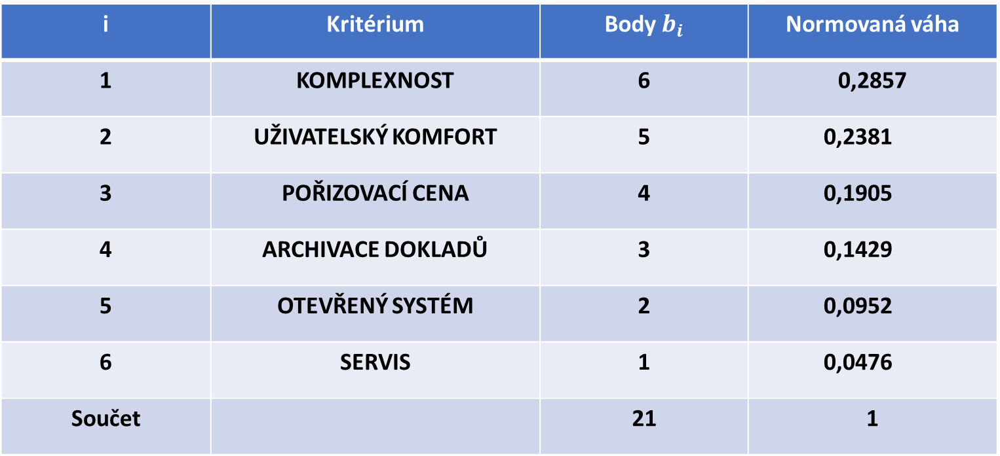 i Kritérium Body b_i Normovaná váha
1 KOMPLEXNOST 6 0,2857
2 UŽIVATELSKÝ KOMFORT 5 0,2381
3 POŘIZOVACÍ CENA 4 0,1905
4 ARCHIVACE DOKLADŮ 3 0,1429
5 OTEVŘENÝ SYSTÉM 2 0,0952
6 SERVIS 1 0,0476
Součet 21 1